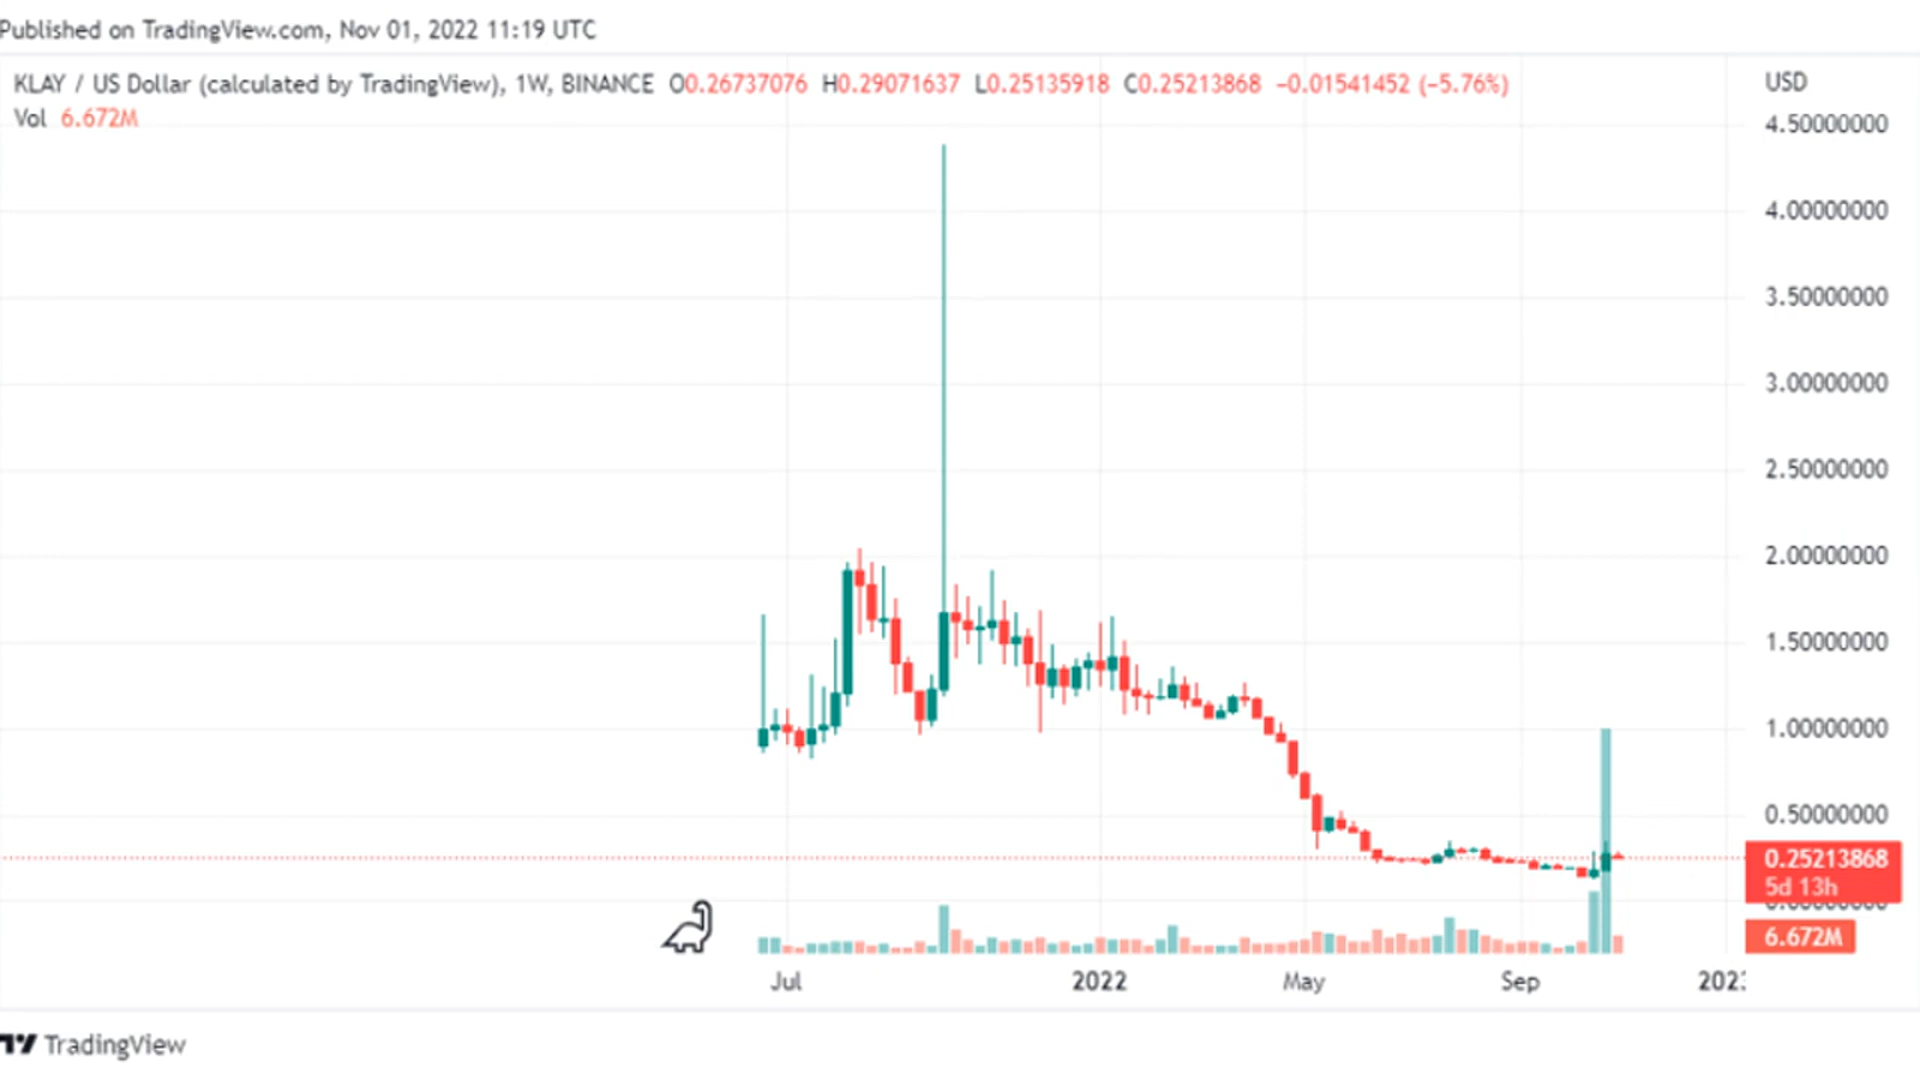 Published on TradingView.com, Nov 01, 2022 11:19 UTC
KLAY / US Dollar (calculated by TradingView), 1W, BINANCE O0.26737076 H0.29071637 L0.25135918 C0.25213868 −0.01541452 (−5.76%)
Vol 6.672M
USD
4.50000000
4.00000000
3.50000000
3.00000000
2.50000000
2.00000000
1.50000000
1.00000000
0.50000000
0.25213868
5d 13h
6.672M
Jul 2022 May Sep
TradingView